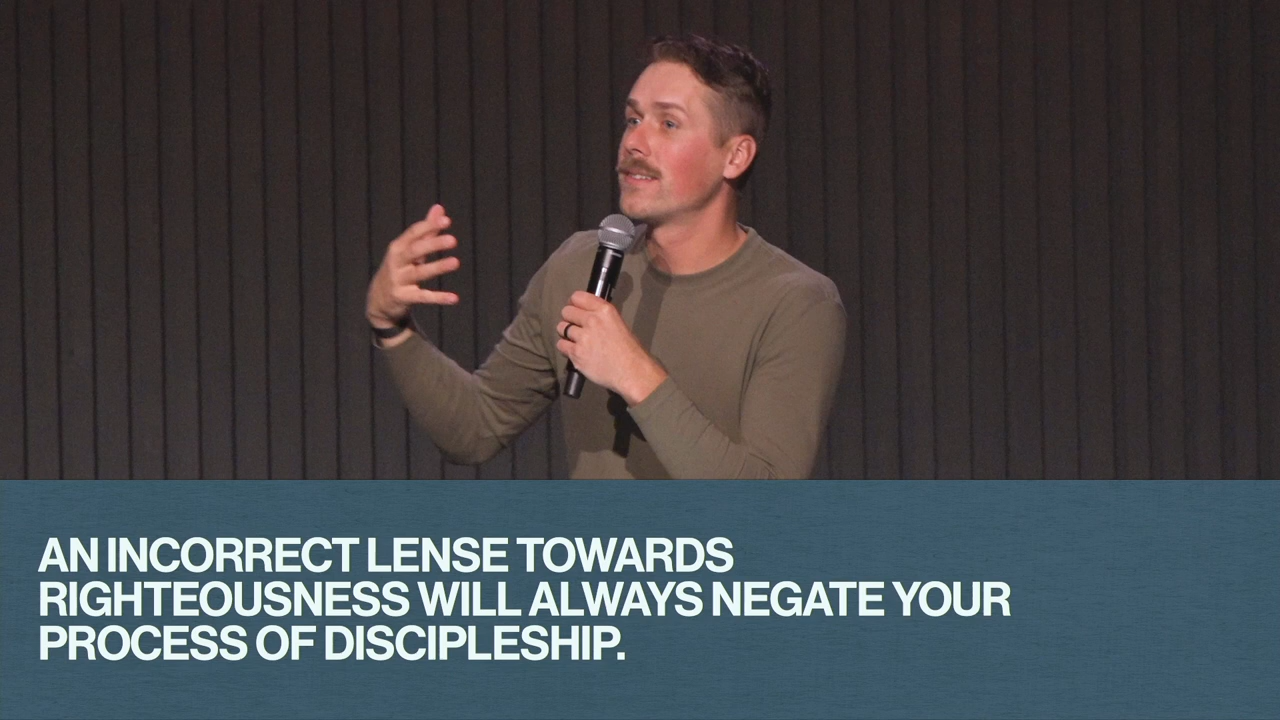 AN INCORRECT LENSE TOWARDS
RIGHTEOUSNESS WILL ALWAYS NEGATE YOUR
PROCESS OF DISCIPLESHIP.